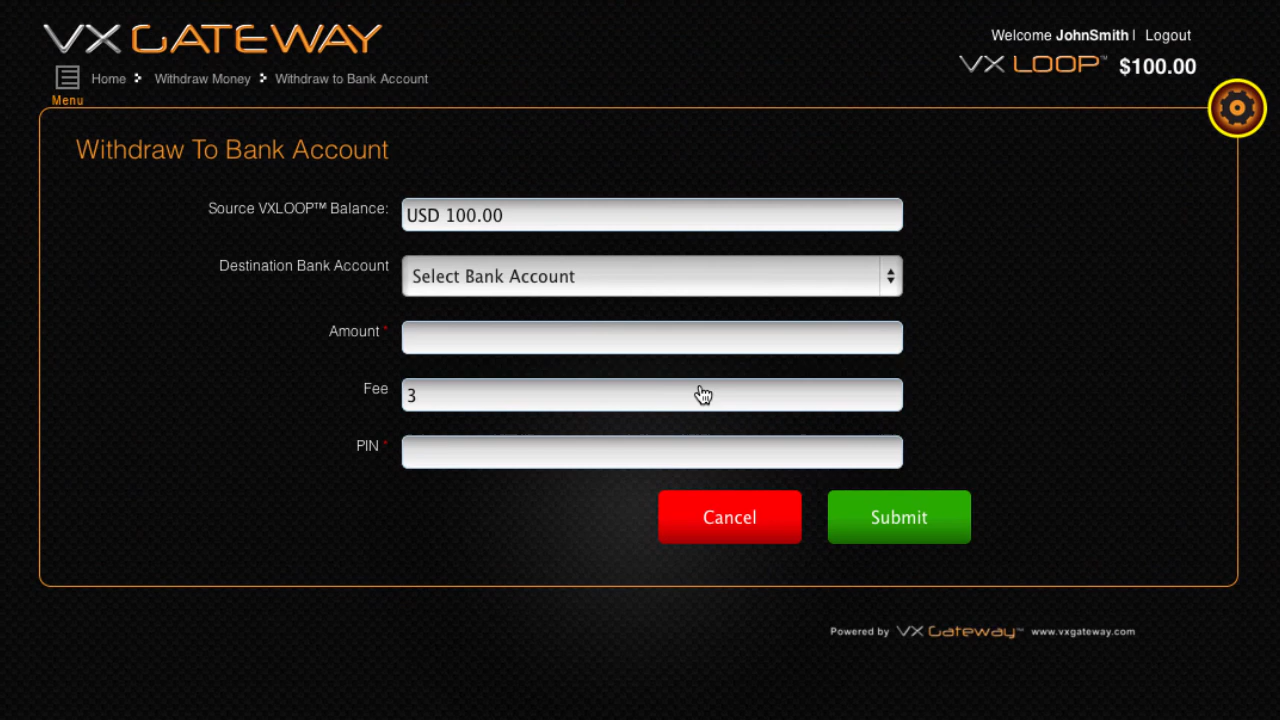 VX GATEWAY
Welcome JohnSmith | Logout
VX LOOP™ $100.00
Home Withdraw Money Withdraw to Bank Account
Menu
Withdraw To Bank Account
Source VXLOOP™ Balance:
USD 100.00
Destination Bank Account
Select Bank Account
Amount *
Fee
3
PIN *
Cancel
Submit
Powered by VX Gateway™ www.vxgateway.com